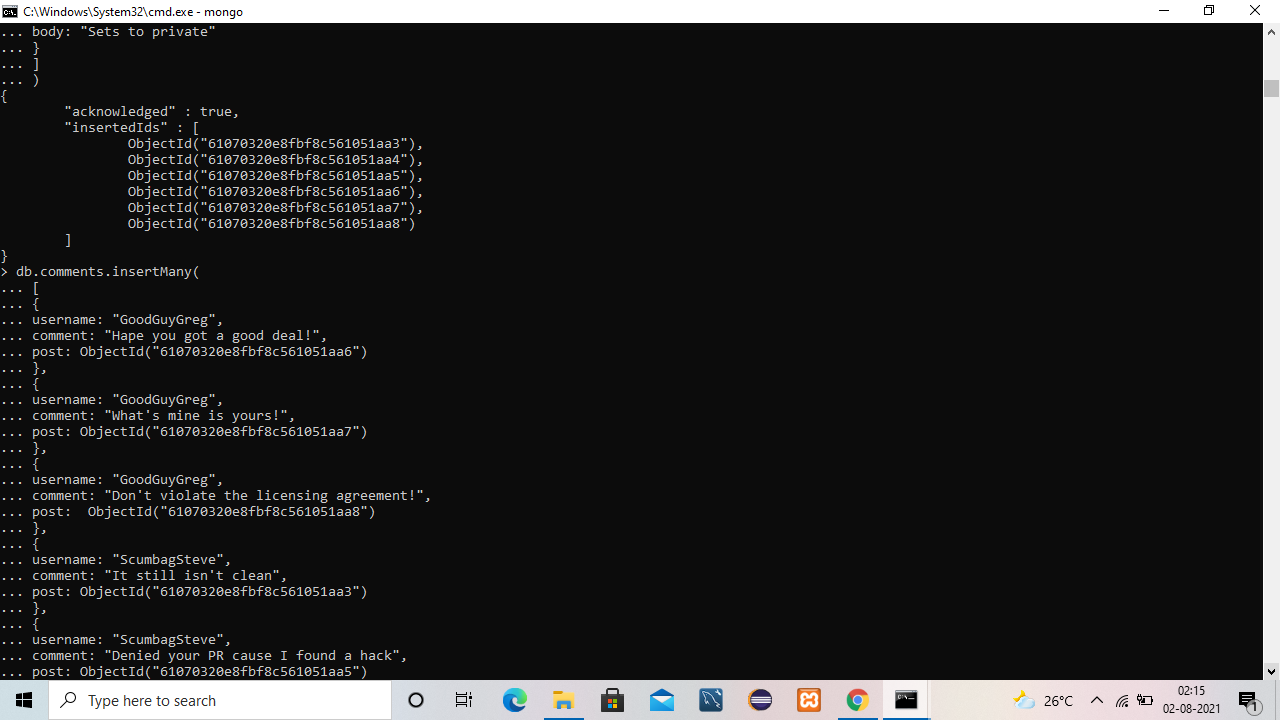 C:\Windows\System32\cmd.exe - mongo
... body: "Sets to private"
... }
... ]
... )
{
"acknowledged" : true,
"insertedIds" : [
ObjectId("61070320e8fbf8c561051aa3"),
ObjectId("61070320e8fbf8c561051aa4"),
ObjectId("61070320e8fbf8c561051aa5"),
ObjectId("61070320e8fbf8c561051aa6"),
ObjectId("61070320e8fbf8c561051aa7"),
ObjectId("61070320e8fbf8c561051aa8")
]
}
> db.comments.insertMany(
... [
... {
... username: "GoodGuyGreg",
... comment: "Hape you got a good deal!",
... post: ObjectId("61070320e8fbf8c561051aa6")
... },
... {
... username: "GoodGuyGreg",
... comment: "What's mine is yours!",
... post: ObjectId("61070320e8fbf8c561051aa7")
... },
... {
... username: "GoodGuyGreg",
... comment: "Don't violate the licensing agreement!",
... post:  ObjectId("61070320e8fbf8c561051aa8")
... },
... {
... username: "ScumbagSteve",
... comment: "It still isn't clean",
... post: ObjectId("61070320e8fbf8c561051aa3")
... },
... {
... username: "ScumbagSteve",
... comment: "Denied your PR cause I found a hack",
... post: ObjectId("61070320e8fbf8c561051aa5")
Type here to search
26°C
02:15
02-08-2021
1